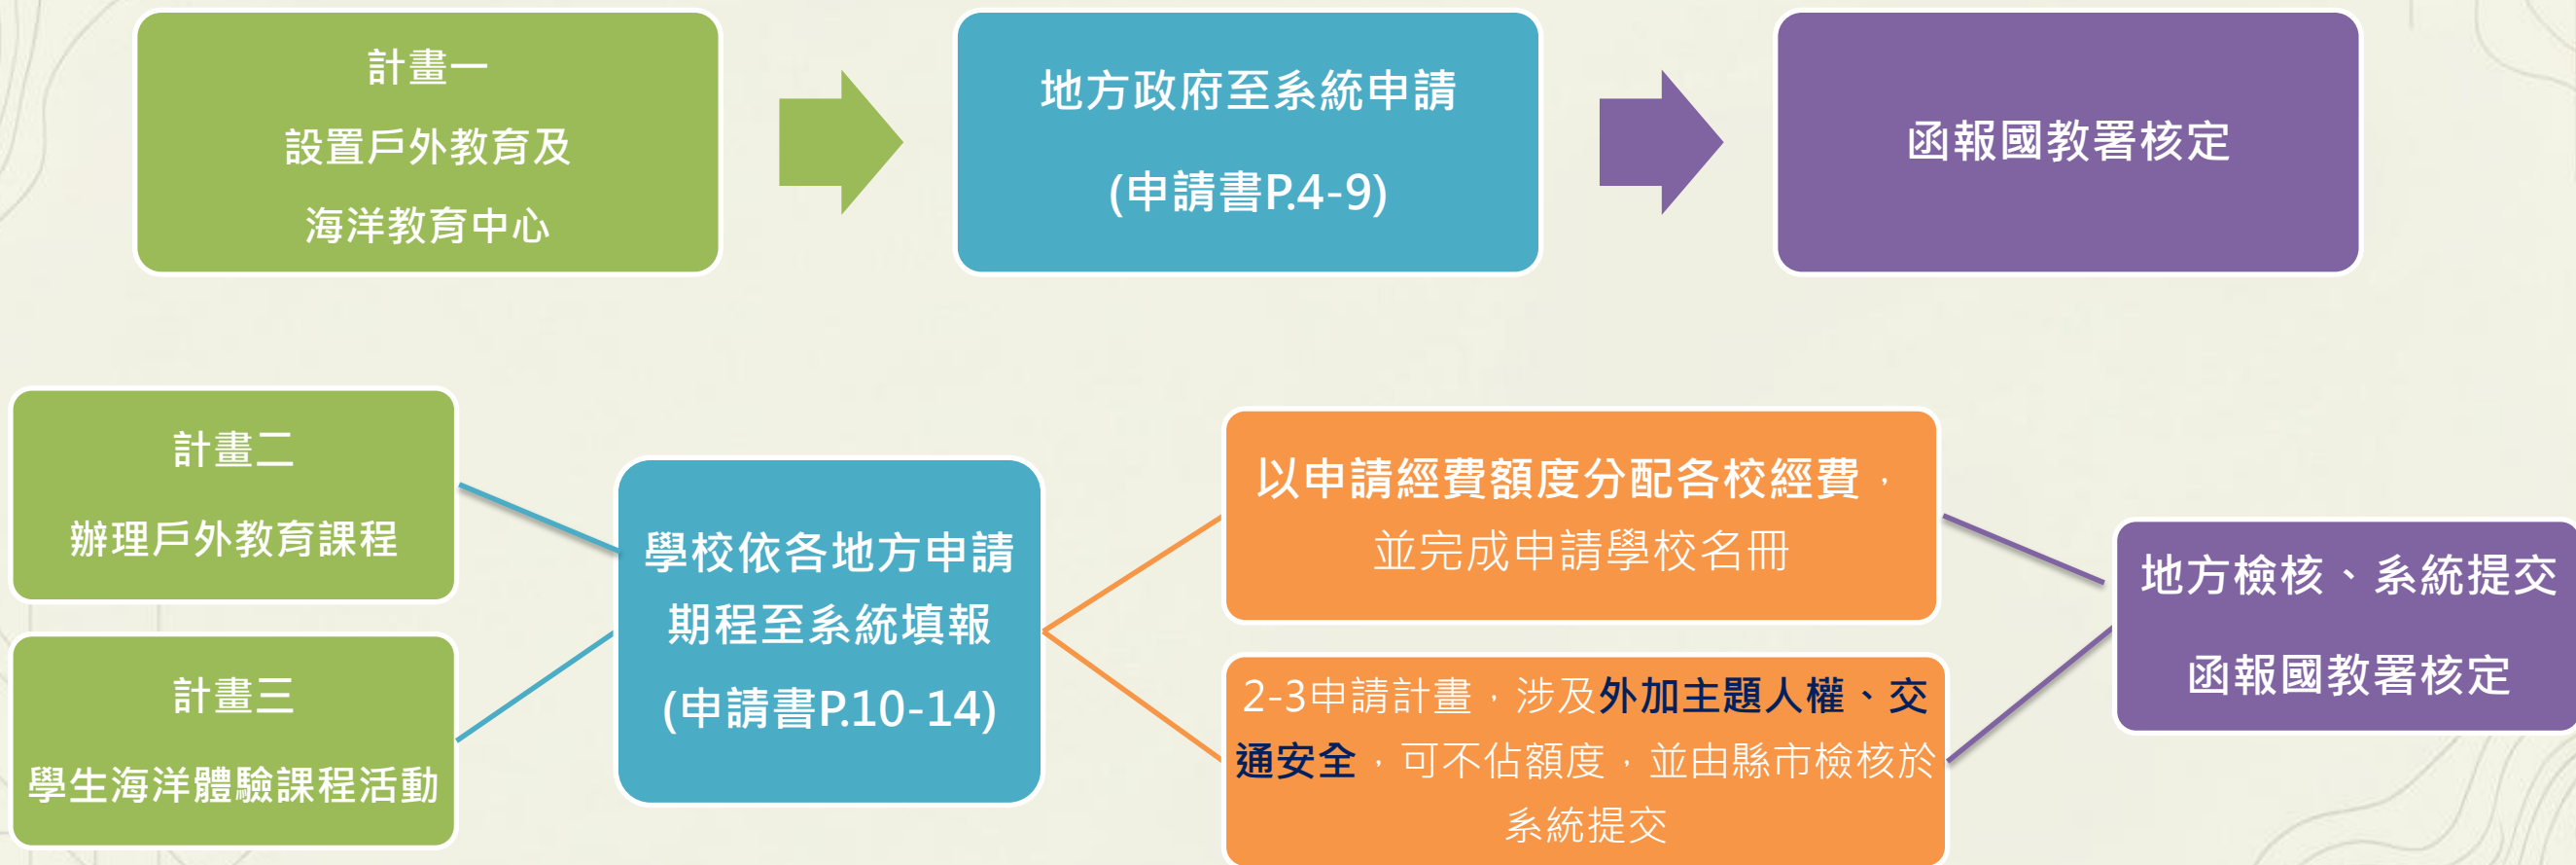 計畫一
設置戶外教育及
海洋教育中心
地方政府至系統申請
(申請書P.4-9)
函報國教署核定
計畫二
辦理戶外教育課程
計畫三
學生海洋體驗課程活動
學校依各地方申請
期程至系統填報
(申請書P.10-14)
以申請經費額度分配各校經費，
並完成申請學校名冊
2-3申請計畫，涉及外加主題人權、交
通安全，可不佔額度，並由縣市檢核於
系統提交
地方檢核、系統提交
函報國教署核定